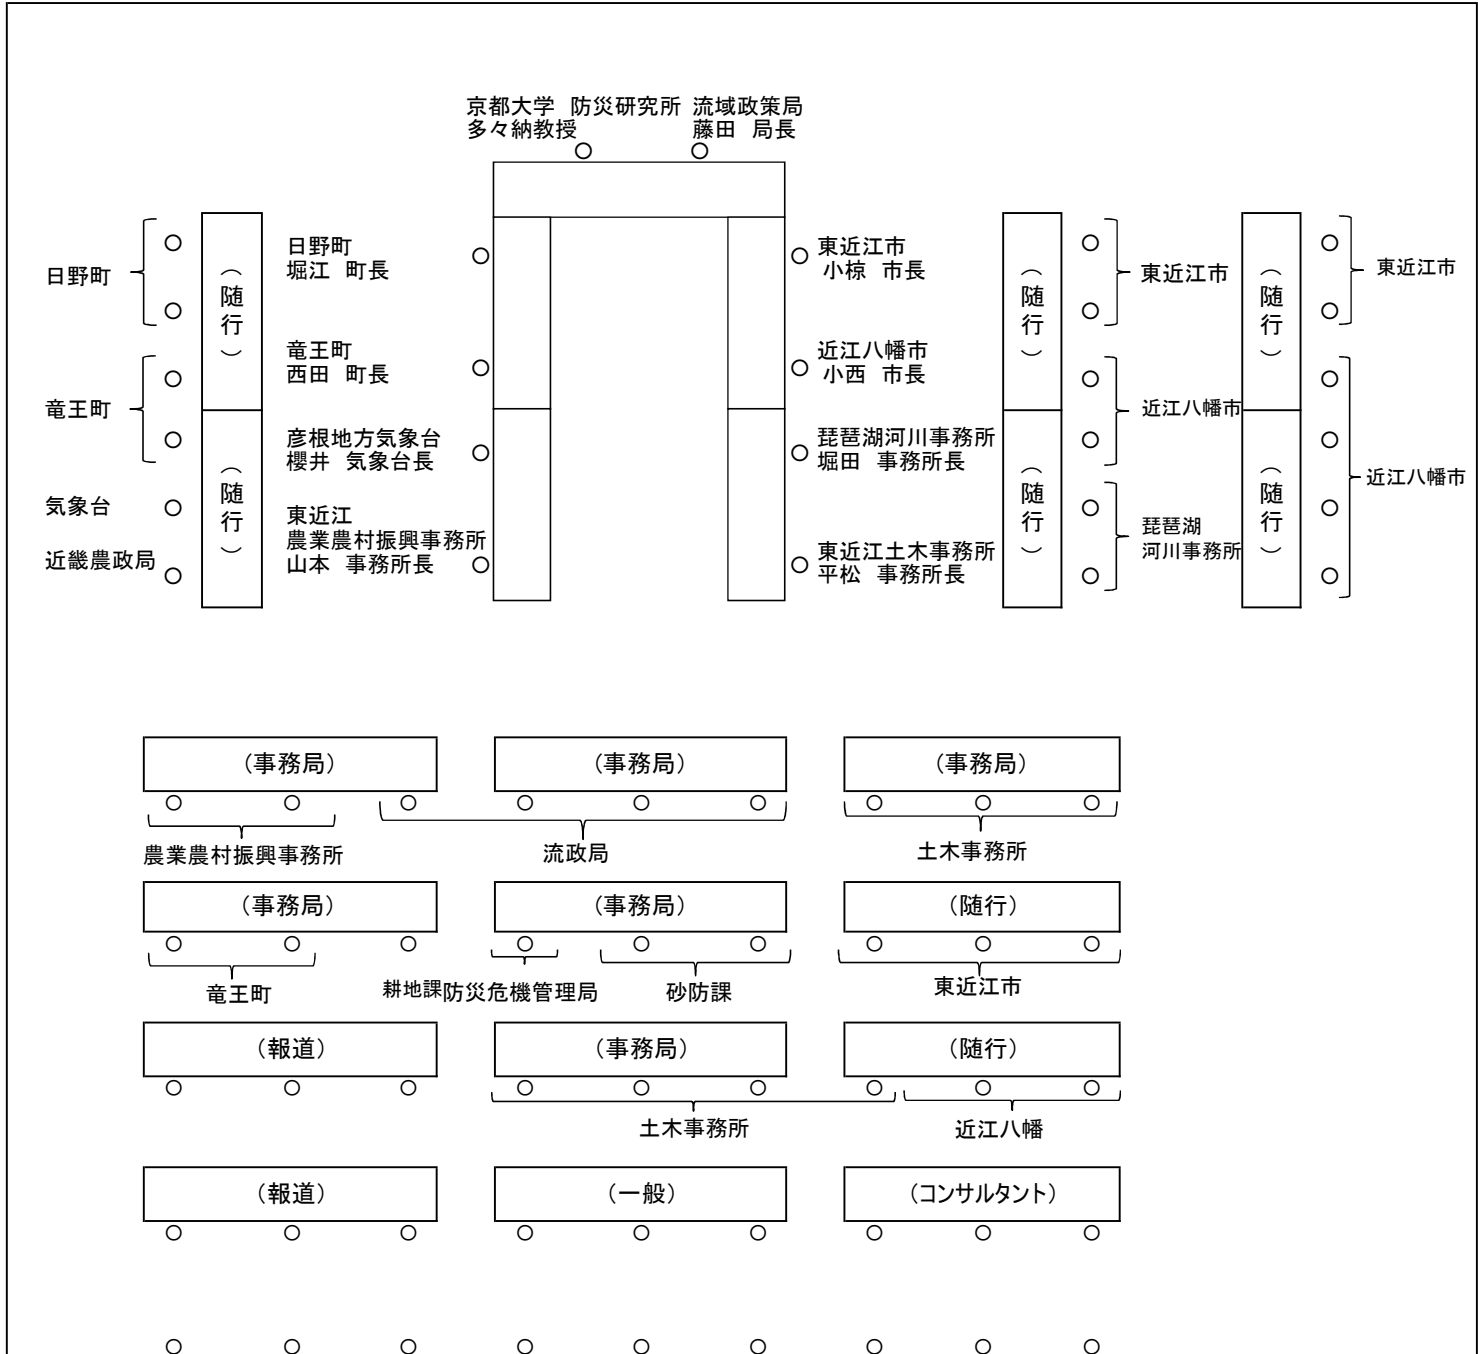 京都大学 防災研究所
多々納教授
流域政策局
藤田 局長
日野町
竜王町
気象台
近畿農政局
（随行）
（随行）
日野町
堀江 町長
竜王町
西田 町長
彦根地方気象台
櫻井 気象台長
東近江
農業農村振興事務所
山本 事務所長
東近江市
小椋 市長
近江八幡市
小西 市長
琵琶湖河川事務所
堀田 事務所長
東近江土木事務所
平松 事務所長
（随行）
（随行）
東近江市
近江八幡市
琵琶湖
河川事務所
（随行）
（随行）
東近江市
近江八幡市
（事務局）
（事務局）
（事務局）
農業農村振興事務所
流政局
土木事務所
（事務局）
（事務局）
（随行）
竜王町
耕地課
防災危機管理局
砂防課
東近江市
（報道）
（事務局）
（随行）
土木事務所
近江八幡
（報道）
（一般）
（コンサルタント）